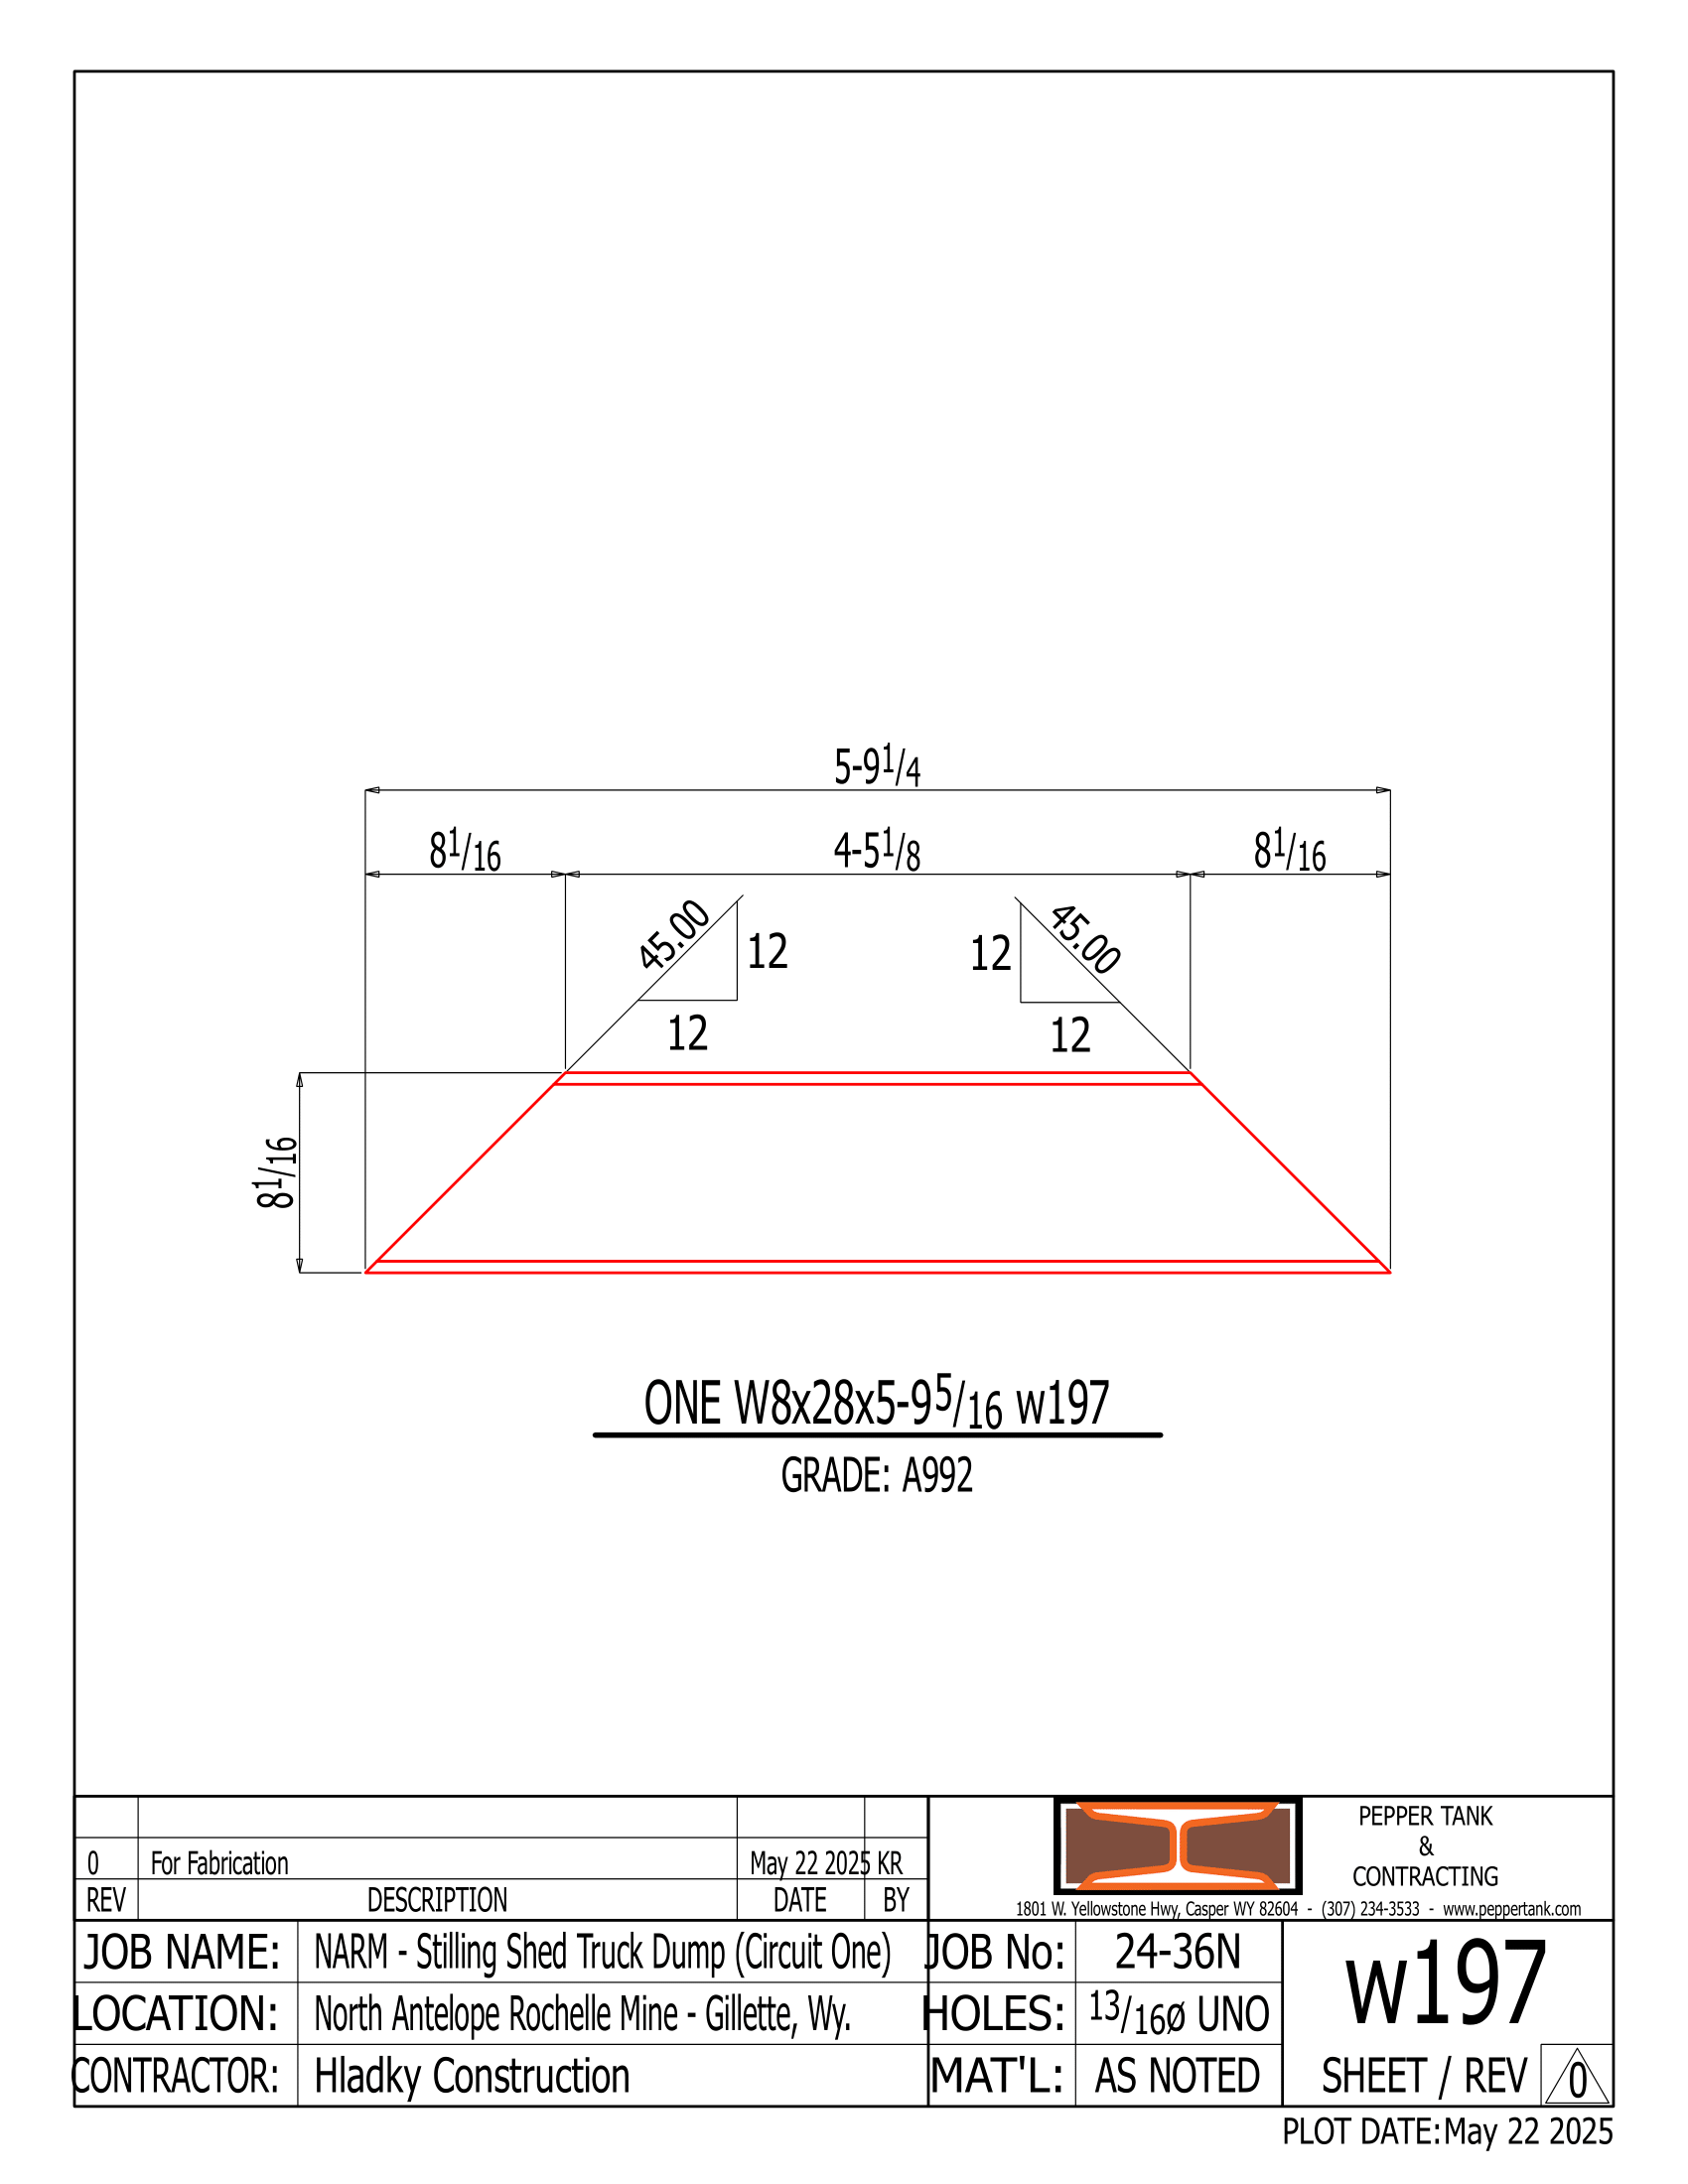 5-9 1/4
8 1/16 4-5 1/8 8 1/16
45.00 12 12 45.00
12 12
8 1/16
ONE W8x28x5-9 5/16 w197
GRADE: A992
0 For Fabrication May 22 2025 KR
REV DESCRIPTION DATE BY
PEPPER TANK
&
CONTRACTING
1801 W. Yellowstone Hwy, Casper WY 82604 - (307) 234-3533 - www.peppertank.com
JOB NAME: NARM - Stilling Shed Truck Dump (Circuit One)
LOCATION: North Antelope Rochelle Mine - Gillette, Wy.
CONTRACTOR: Hladky Construction
JOB No: 24-36N
HOLES: 13/16ø UNO
MAT'L: AS NOTED
w197
SHEET / REV 0
PLOT DATE:May 22 2025